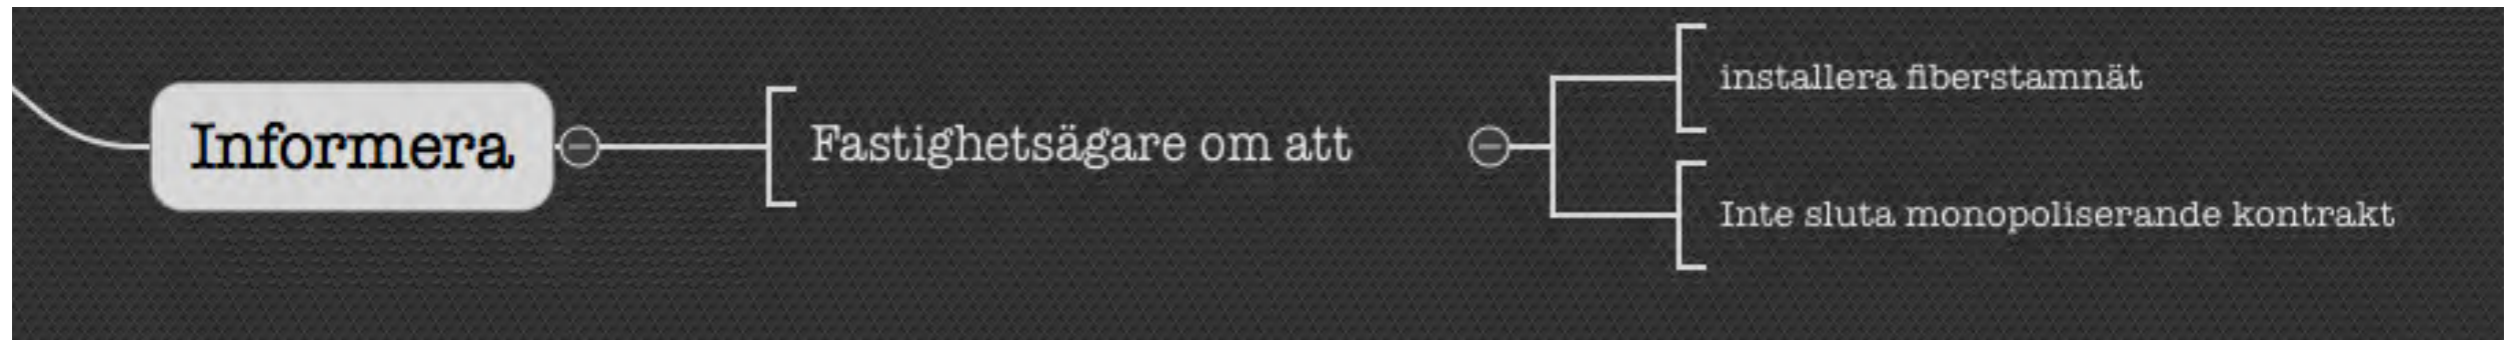 Informera
Fastighetsägare om att
installera fiberstamnät
Inte sluta monopoliserande kontrakt